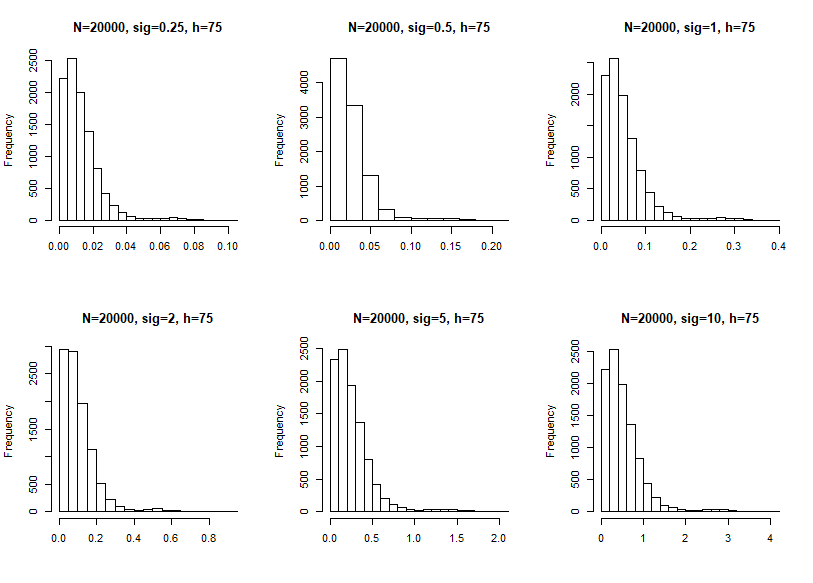 N=20000, sig=0.25, h=75
N=20000, sig=0.5, h=75
N=20000, sig=1, h=75
Frequency
0 500 1000 1500 2000 2500
0.00 0.02 0.04 0.06 0.08 0.10
Frequency
0 1000 2000 3000 4000
0.00 0.05 0.10 0.15 0.20
Frequency
0 500 1000 2000
0.0 0.1 0.2 0.3 0.4
N=20000, sig=2, h=75
N=20000, sig=5, h=75
N=20000, sig=10, h=75
Frequency
0 500 1500 2500
0.0 0.2 0.4 0.6 0.8
Frequency
0 500 1000 1500 2000 2500
0.0 0.5 1.0 1.5 2.0
Frequency
0 500 1000 1500 2000 2500
0 1 2 3 4